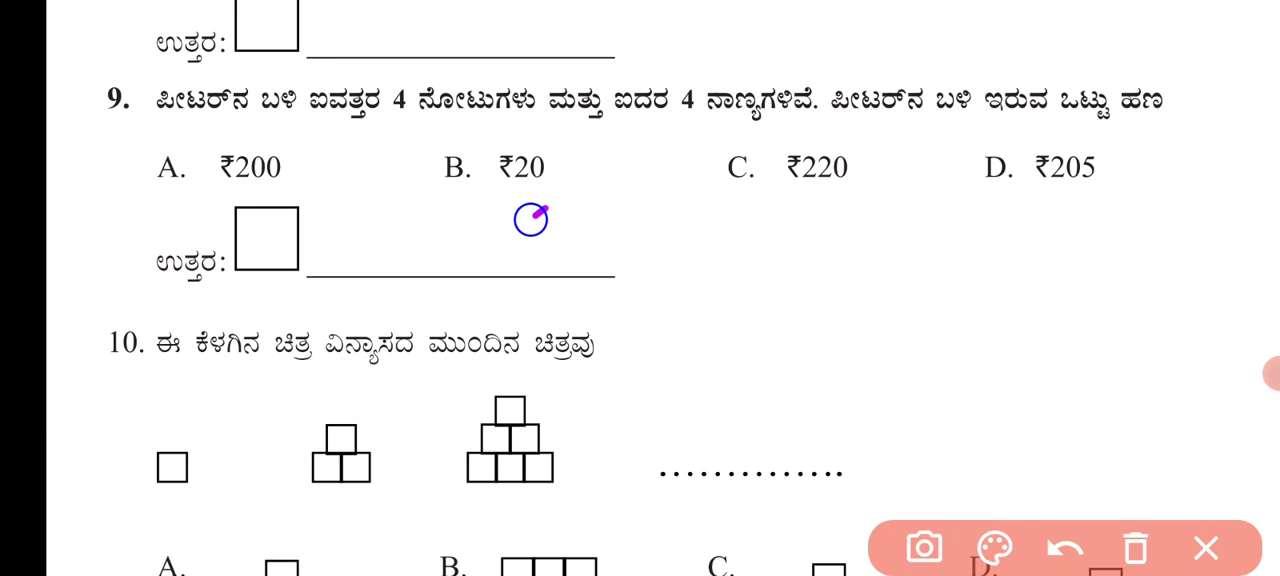 ಉತ್ತರ:
9. ಪೀಟರ್‌ನ ಬಳಿ ಐವತ್ತರ 4 ನೋಟುಗಳು ಮತ್ತು ಐದರ 4 ನಾಣ್ಯಗಳಿವೆ. ಪೀಟರ್‌ನ ಬಳಿ ಇರುವ ಒಟ್ಟು ಹಣ
A. ₹200 B. ₹20 C. ₹220 D. ₹205
ಉತ್ತರ:
10. ಈ ಕೆಳಗಿನ ಚಿತ್ರ ವಿನ್ಯಾಸದ ಮುಂದಿನ ಚಿತ್ರವು
..............
A. B. C. D.